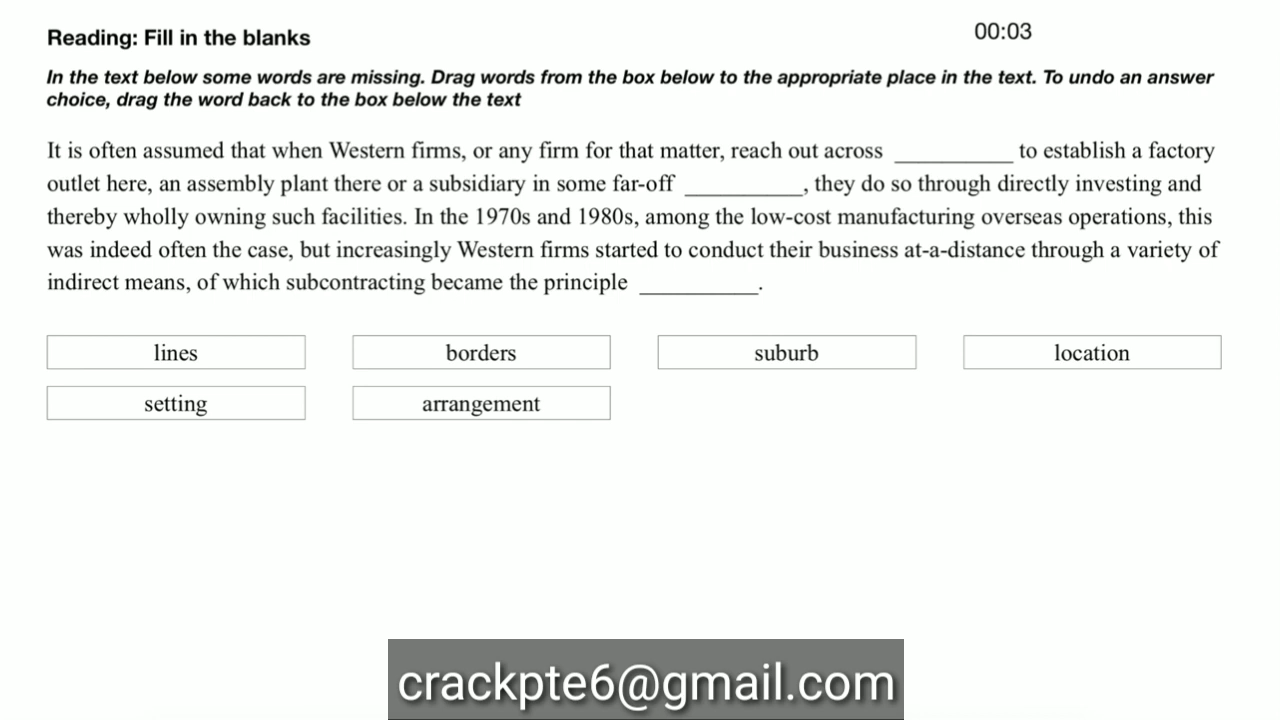 Reading: Fill in the blanks
00:03
In the text below some words are missing. Drag words from the box below to the appropriate place in the text. To undo an answer
choice, drag the word back to the box below the text
It is often assumed that when Western firms, or any firm for that matter, reach out across __________ to establish a factory
outlet here, an assembly plant there or a subsidiary in some far-off __________, they do so through directly investing and
thereby wholly owning such facilities. In the 1970s and 1980s, among the low-cost manufacturing overseas operations, this
was indeed often the case, but increasingly Western firms started to conduct their business at-a-distance through a variety of
indirect means, of which subcontracting became the principle __________.
lines
borders
suburb
location
setting
arrangement
crackpte6@gmail.com